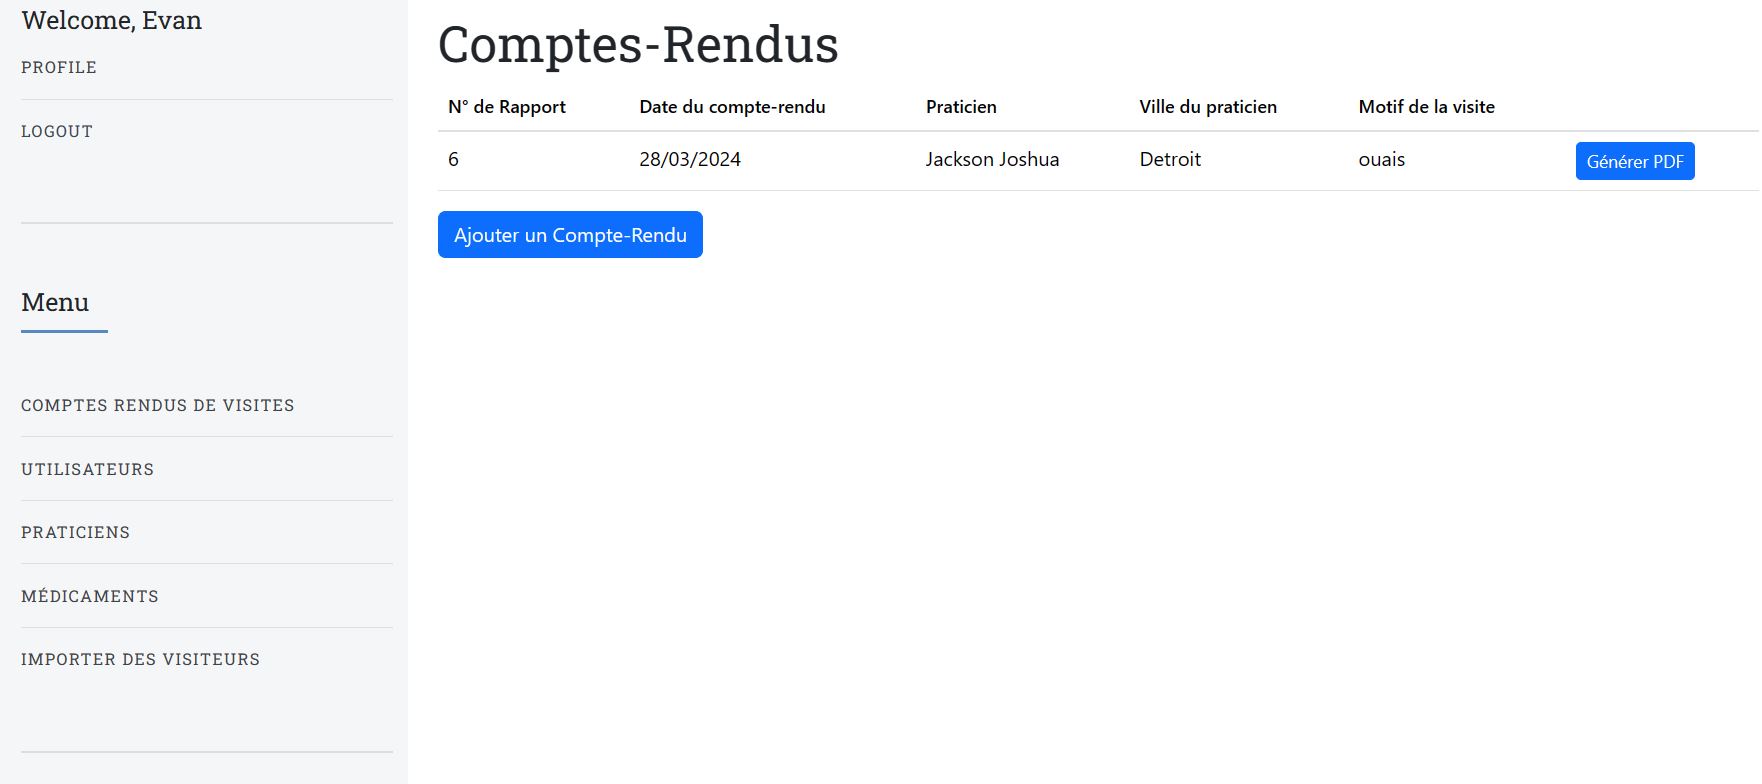 Welcome, Evan
PROFILE
LOGOUT
Menu
COMPTES RENDUS DE VISITES
UTILISATEURS
PRATICIENS
MÉDICAMENTS
IMPORTER DES VISITEURS
Comptes-Rendus
N° de Rapport Date du compte-rendu Praticien Ville du praticien Motif de la visite
6 28/03/2024 Jackson Joshua Detroit ouais Générer PDF
Ajouter un Compte-Rendu